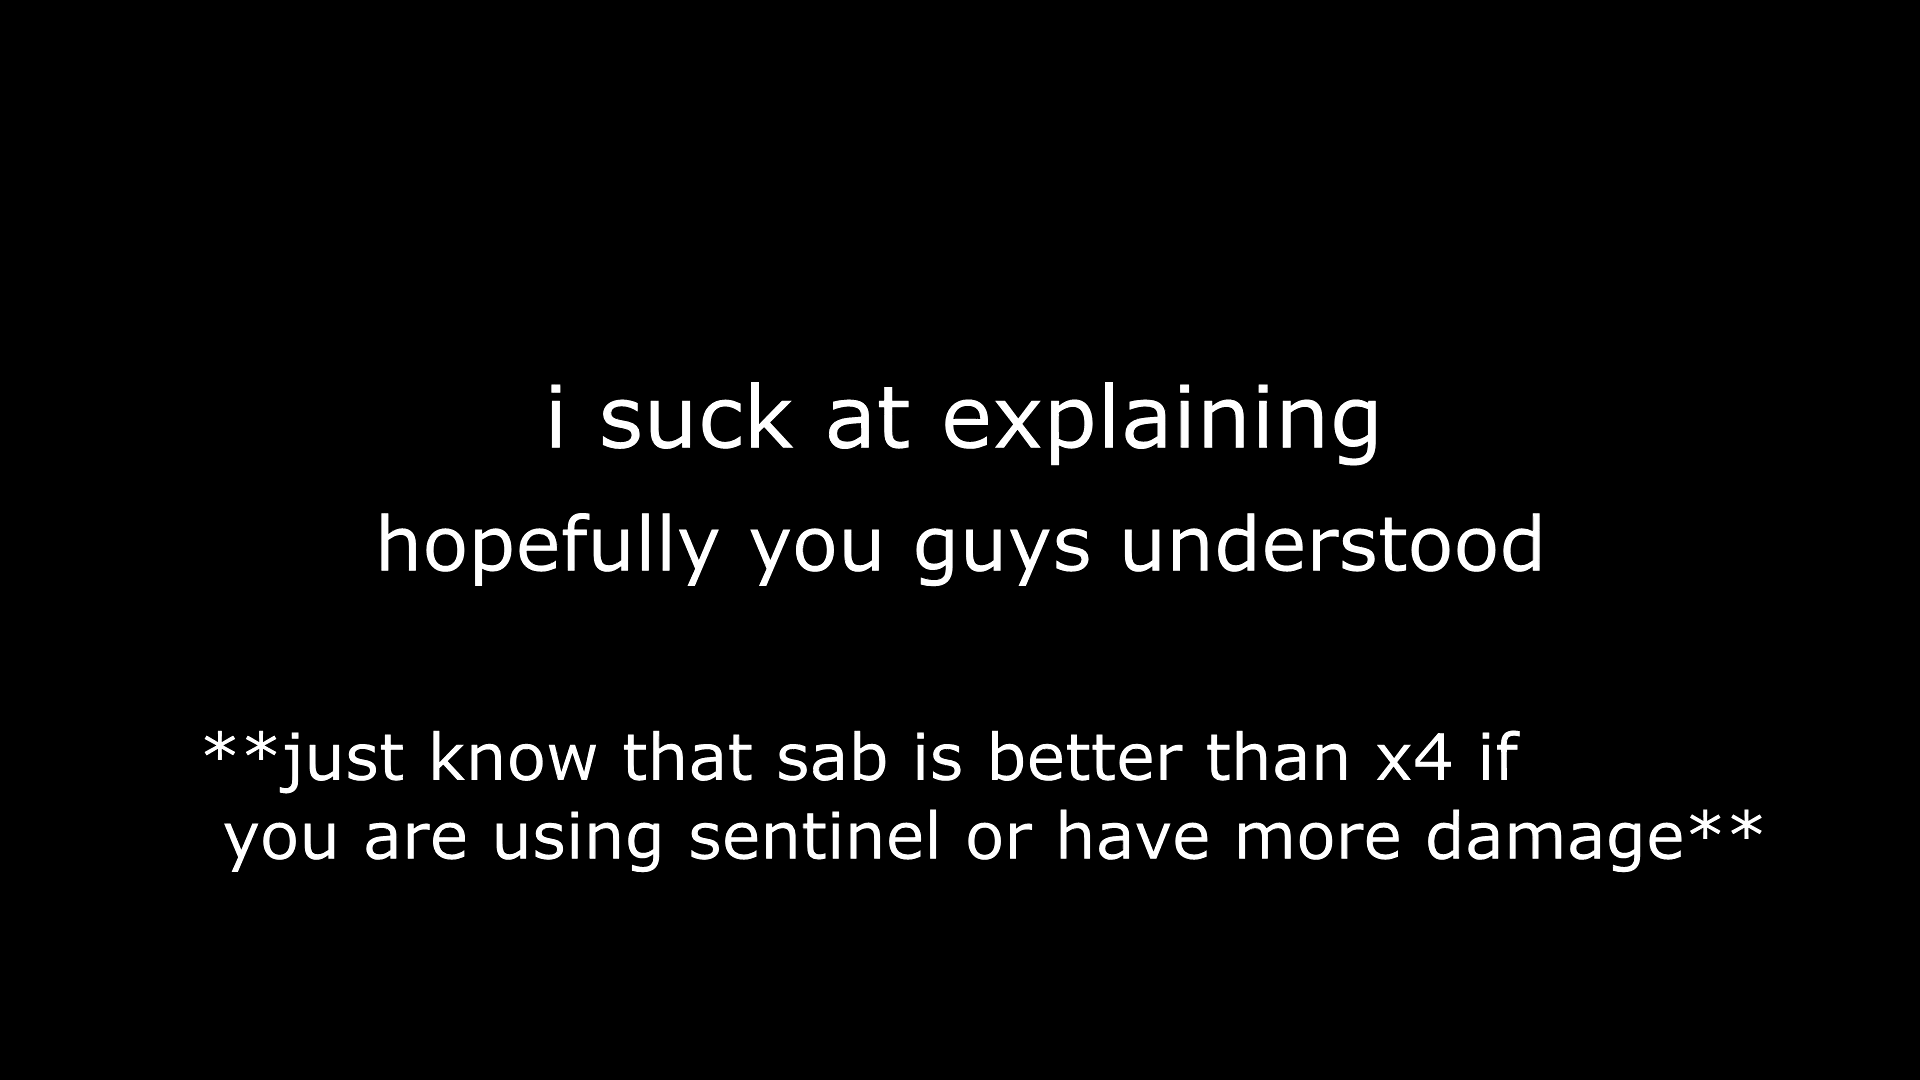 i suck at explaining
hopefully you guys understood
**just know that sab is better than x4 if
you are using sentinel or have more damage**